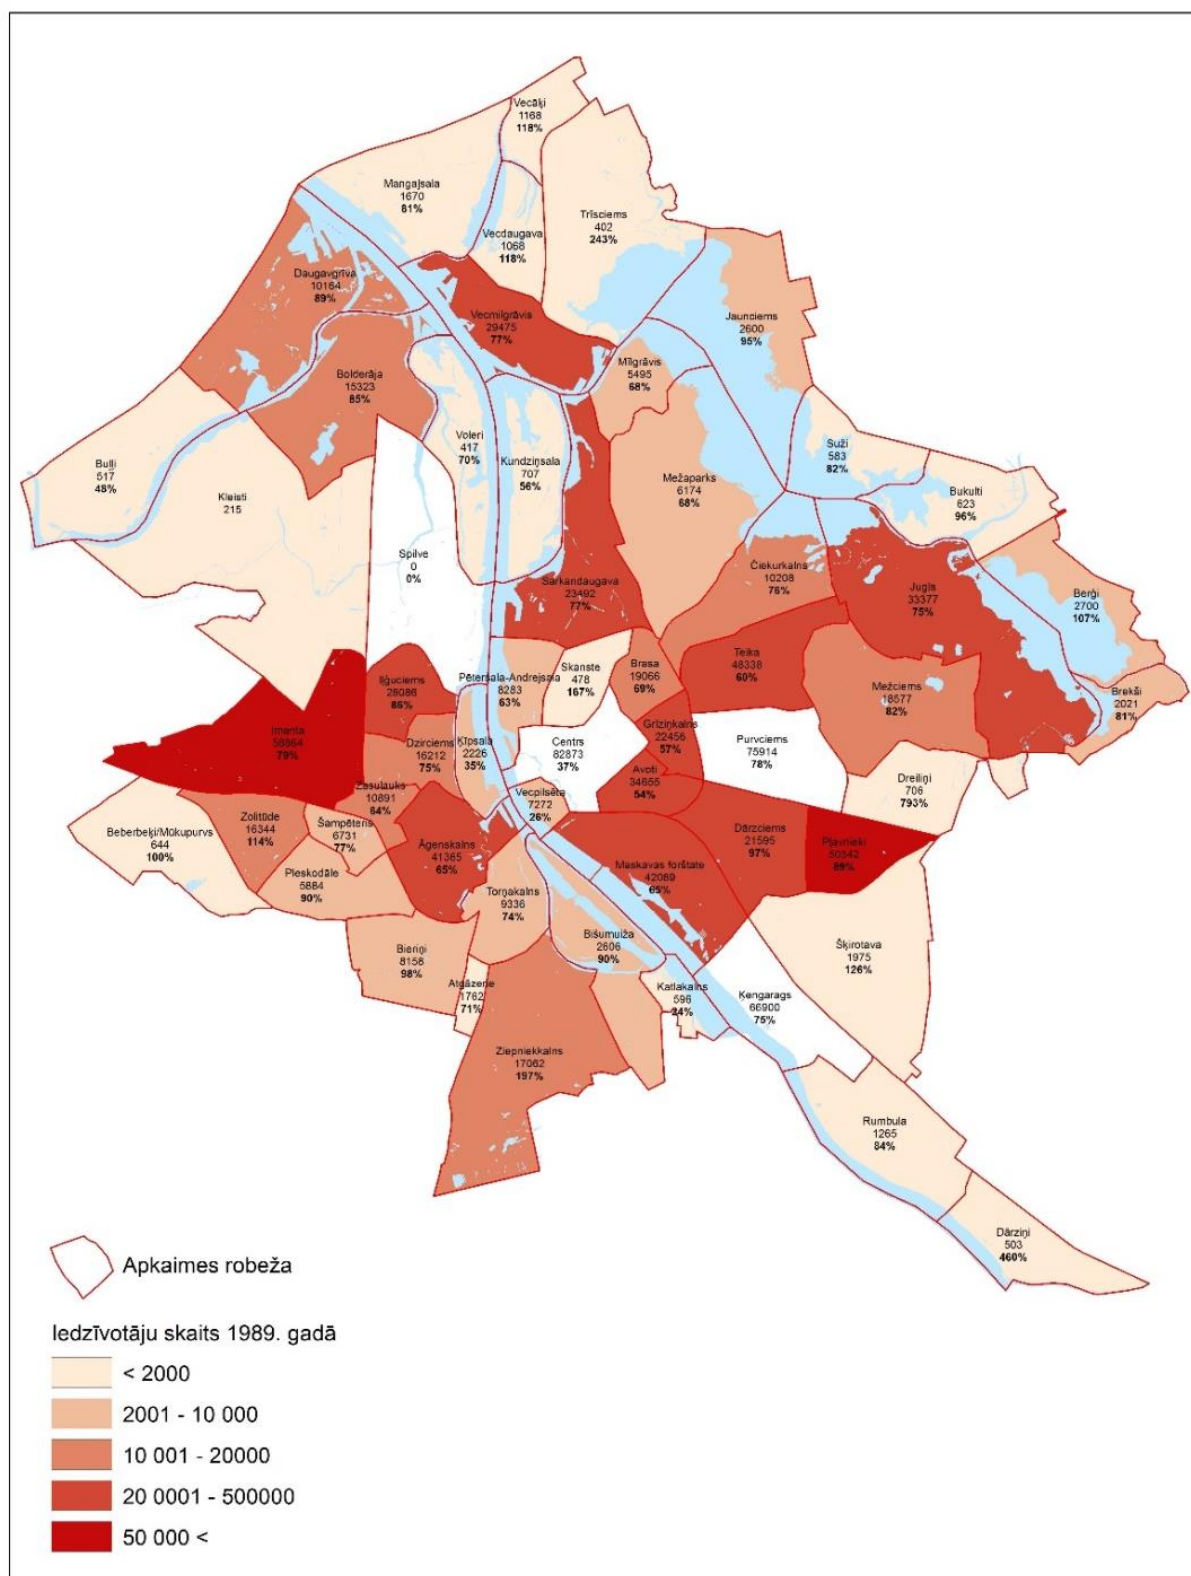 Vecāķi
1168
118%
Mangaļsala
1670
81%
Trīsciems
402
243%
Vecdaugava
1068
118%
Daugavgrīva
10164
89%
Vecmilgrāvis
29475
77%
Jaunciems
2600
95%
Mīlgrāvis
5495
68%
Bolderāja
15323
85%
Voleri
417
70%
Kundziņsala
707
56%
Suži
583
82%
Buļļi
517
48%
Kleisti
215
Mežaparks
6174
68%
Bukulti
623
96%
Spilve
0
0%
Sarkandaugava
23492
77%
Čiekurkalns
10208
76%
Jugla
33377
75%
Berģi
2700
107%
Teika
48338
60%
Skanste
478
167%
Brasa
19066
69%
Iļģuciems
28086
86%
Pētersala-Andrejsala
8283
63%
Mežciems
18577
82%
Brekši
2021
81%
Imanta
58864
79%
Dzirciems
16212
75%
Ķīpsala
2226
35%
Centrs
82873
37%
Grīziņkalns
22456
57%
Purvciems
75914
78%
Avoti
34655
54%
Dreiliņi
706
793%
Zasulauks
10891
64%
Vecpilsēta
7272
26%
Zolitūde
16344
114%
Šampēteris
6731
77%
Beberbeķi/Mūkupurvs
644
100%
Āgenskalns
41365
65%
Dārzciems
21595
97%
Pļavnieki
50342
89%
Maskavas forštate
42089
65%
Pleskodāle
5884
90%
Torņakalns
9336
74%
Bišumuiža
2606
90%
Šķirotava
1975
126%
Bieriņi
8158
98%
Atgāzene
1762
71%
Katlakalns
596
24%
Ķengarags
66900
75%
Ziepniekkalns
17062
197%
Rumbula
1265
84%
Dārziņi
503
460%
Apkaimes robeža
Iedzīvotāju skaits 1989. gadā
< 2000
2001 - 10 000
10 001 - 20000
20 0001 - 500000
50 000 <